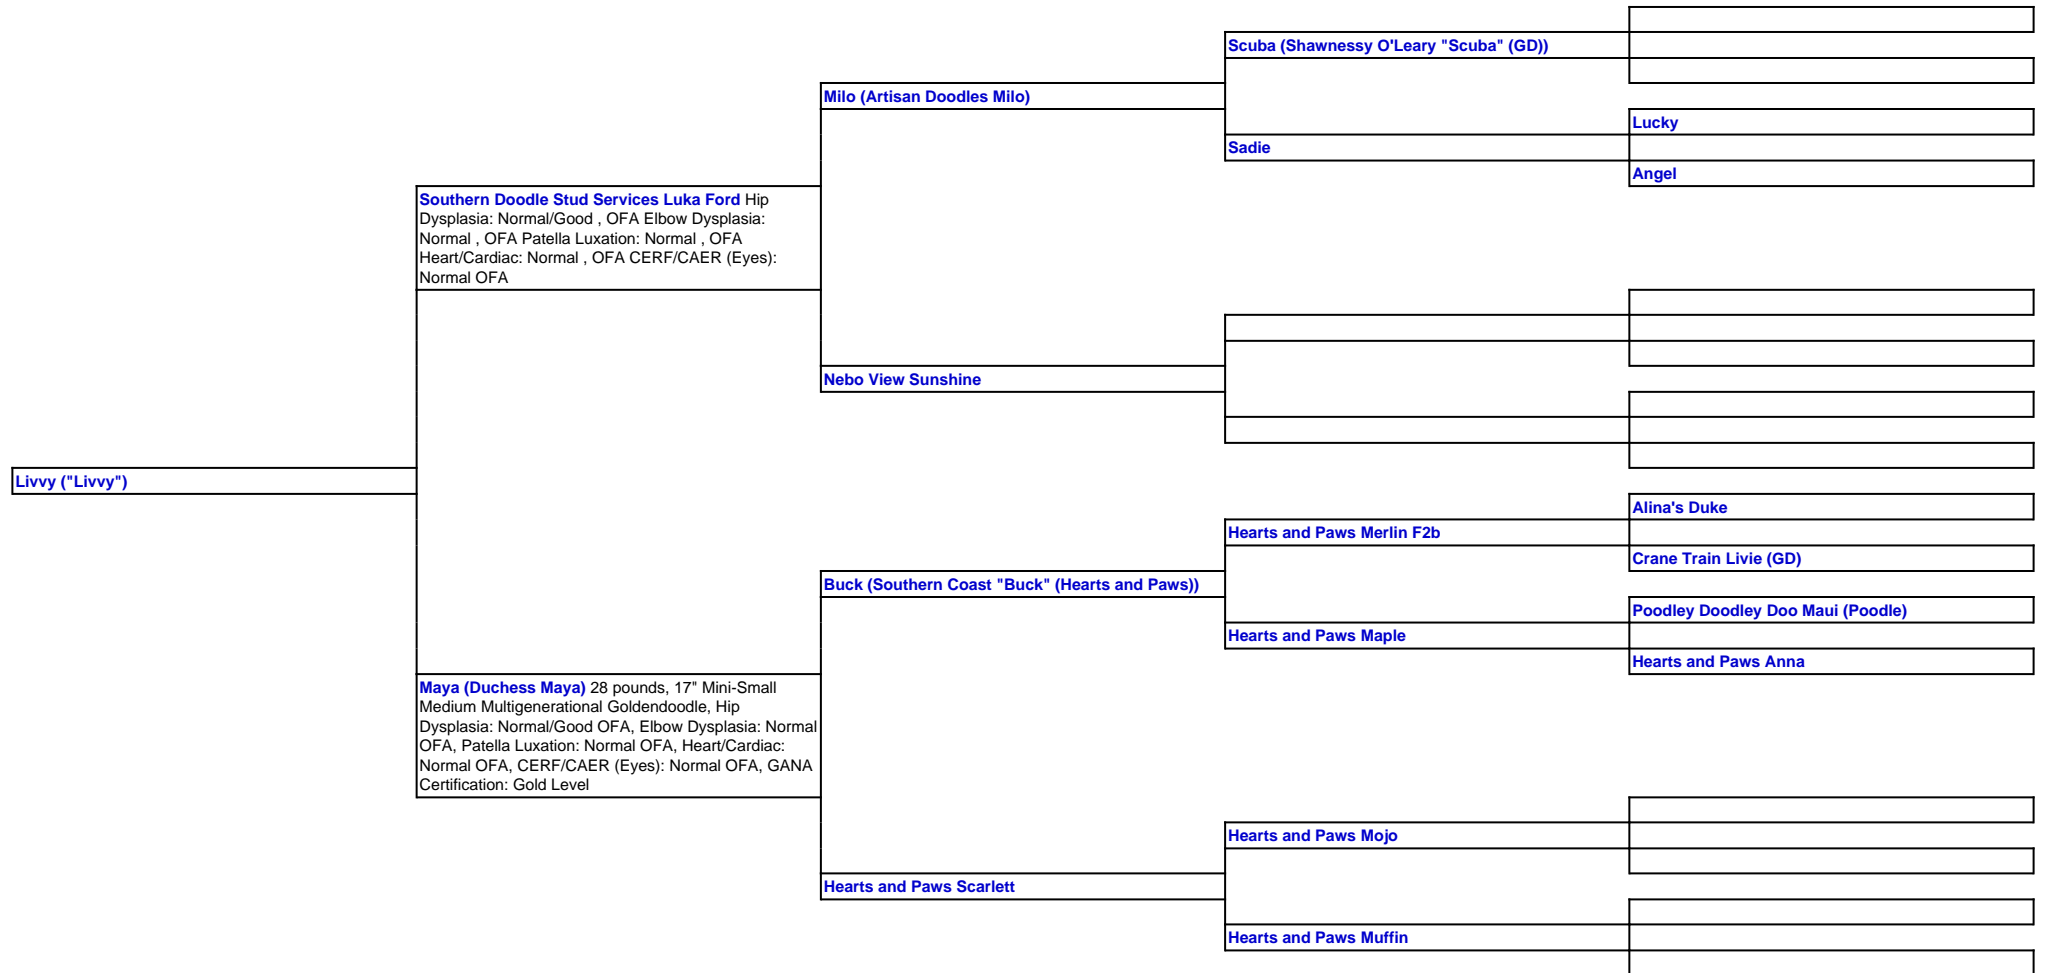 Scuba (Shawnessy O'Leary "Scuba" (GD))
Milo (Artisan Doodles Milo)
Lucky
Sadie
Angel
Southern Doodle Stud Services Luka Ford Hip
Dysplasia: Normal/Good , OFA Elbow Dysplasia:
Normal , OFA Patella Luxation: Normal , OFA
Heart/Cardiac: Normal , OFA CERF/CAER (Eyes):
Normal OFA
Nebo View Sunshine
Livvy ("Livvy")
Alina's Duke
Hearts and Paws Merlin F2b
Crane Train Livie (GD)
Buck (Southern Coast "Buck" (Hearts and Paws))
Poodley Doodley Doo Maui (Poodle)
Hearts and Paws Maple
Hearts and Paws Anna
Maya (Duchess Maya) 28 pounds, 17" Mini-Small
Medium Multigenerational Goldendoodle, Hip
Dysplasia: Normal/Good OFA, Elbow Dysplasia: Normal
OFA, Patella Luxation: Normal OFA, Heart/Cardiac:
Normal OFA, CERF/CAER (Eyes): Normal OFA, GANA
Certification: Gold Level
Hearts and Paws Mojo
Hearts and Paws Scarlett
Hearts and Paws Muffin